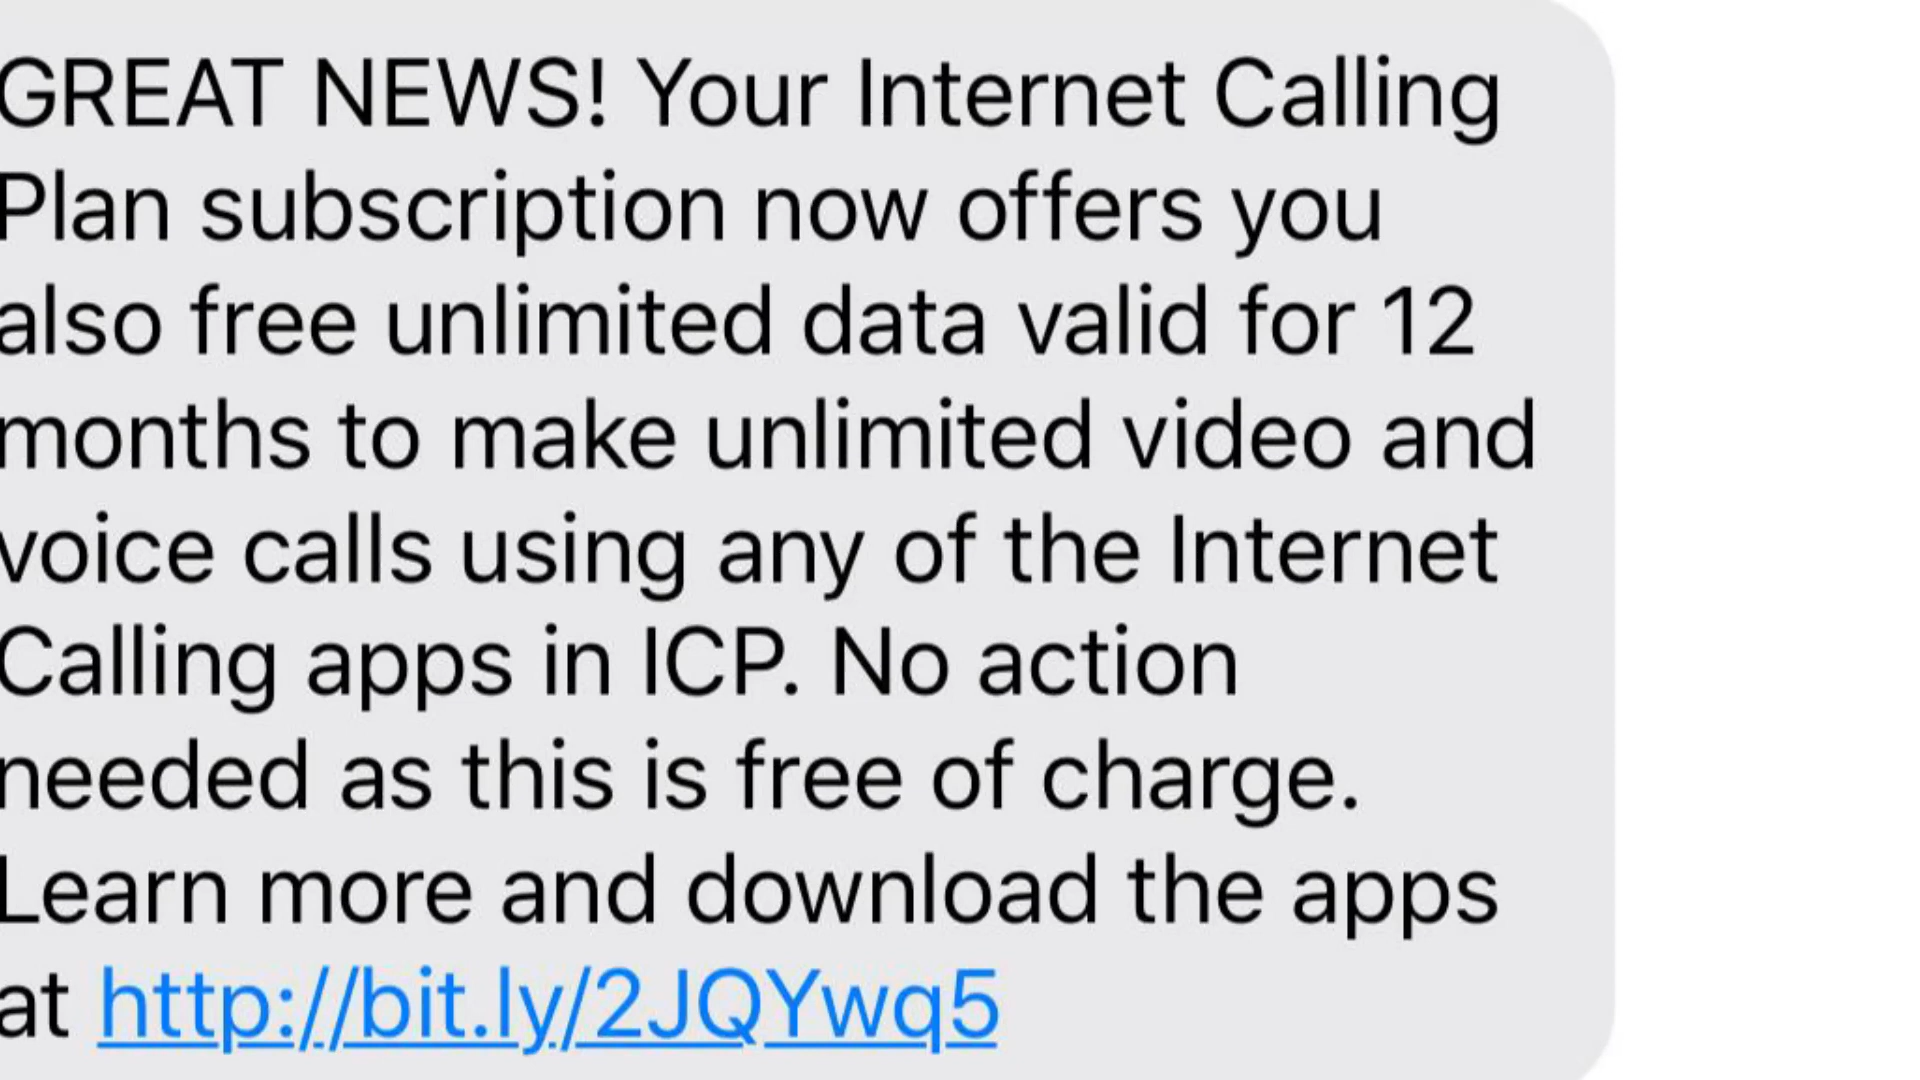 GREAT NEWS! Your Internet Calling
Plan subscription now offers you
also free unlimited data valid for 12
months to make unlimited video and
voice calls using any of the Internet
Calling apps in ICP. No action
needed as this is free of charge.
Learn more and download the apps
at http://bit.ly/2JQYwq5